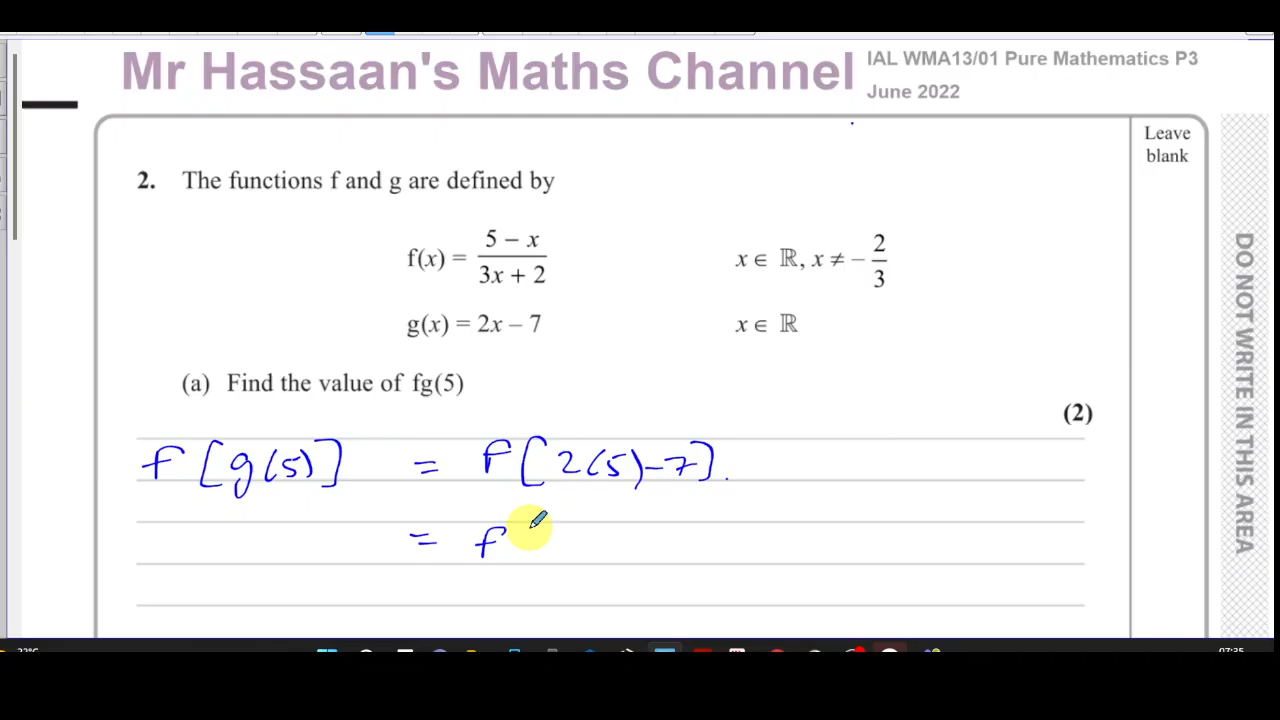 Mr Hassaan's Maths Channel
IAL WMA13/01 Pure Mathematics P3
June 2022
Leave
blank
2. The functions f and g are defined by
f(x) = (5 − x)/(3x + 2) x ∈ ℝ, x ≠ −2/3
g(x) = 2x − 7 x ∈ ℝ
(a) Find the value of fg(5)
(2)
f[g(5)] = f[2(5)-7].
= f
DO NOT WRITE IN THIS AREA